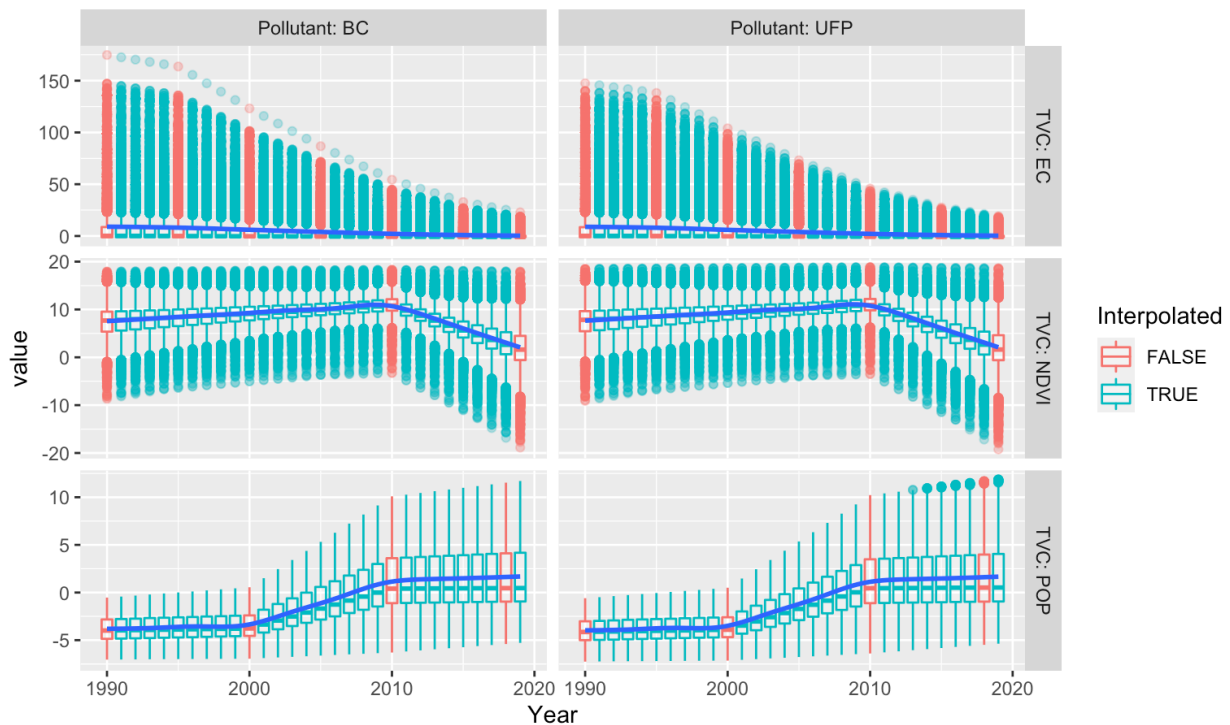 Pollutant: BC
Pollutant: UFP
150
100
50
0
TVC: EC
20
10
0
-10
-20
TVC: NDVI
10
5
0
-5
TVC: POP
value
1990
2000
2010
2020
1990
2000
2010
2020
Year
Interpolated
FALSE
TRUE